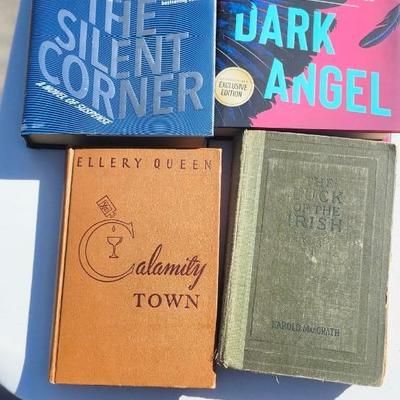 THE
SILENT
CORNER
A NOVEL OF SUSPENSE
DARK
ANGEL
EXCLUSIVE
EDITION
ELLERY QUEEN
Calamity
TOWN
THE
LUCK
OF THE
IRISH
HAROLD MACGRATH